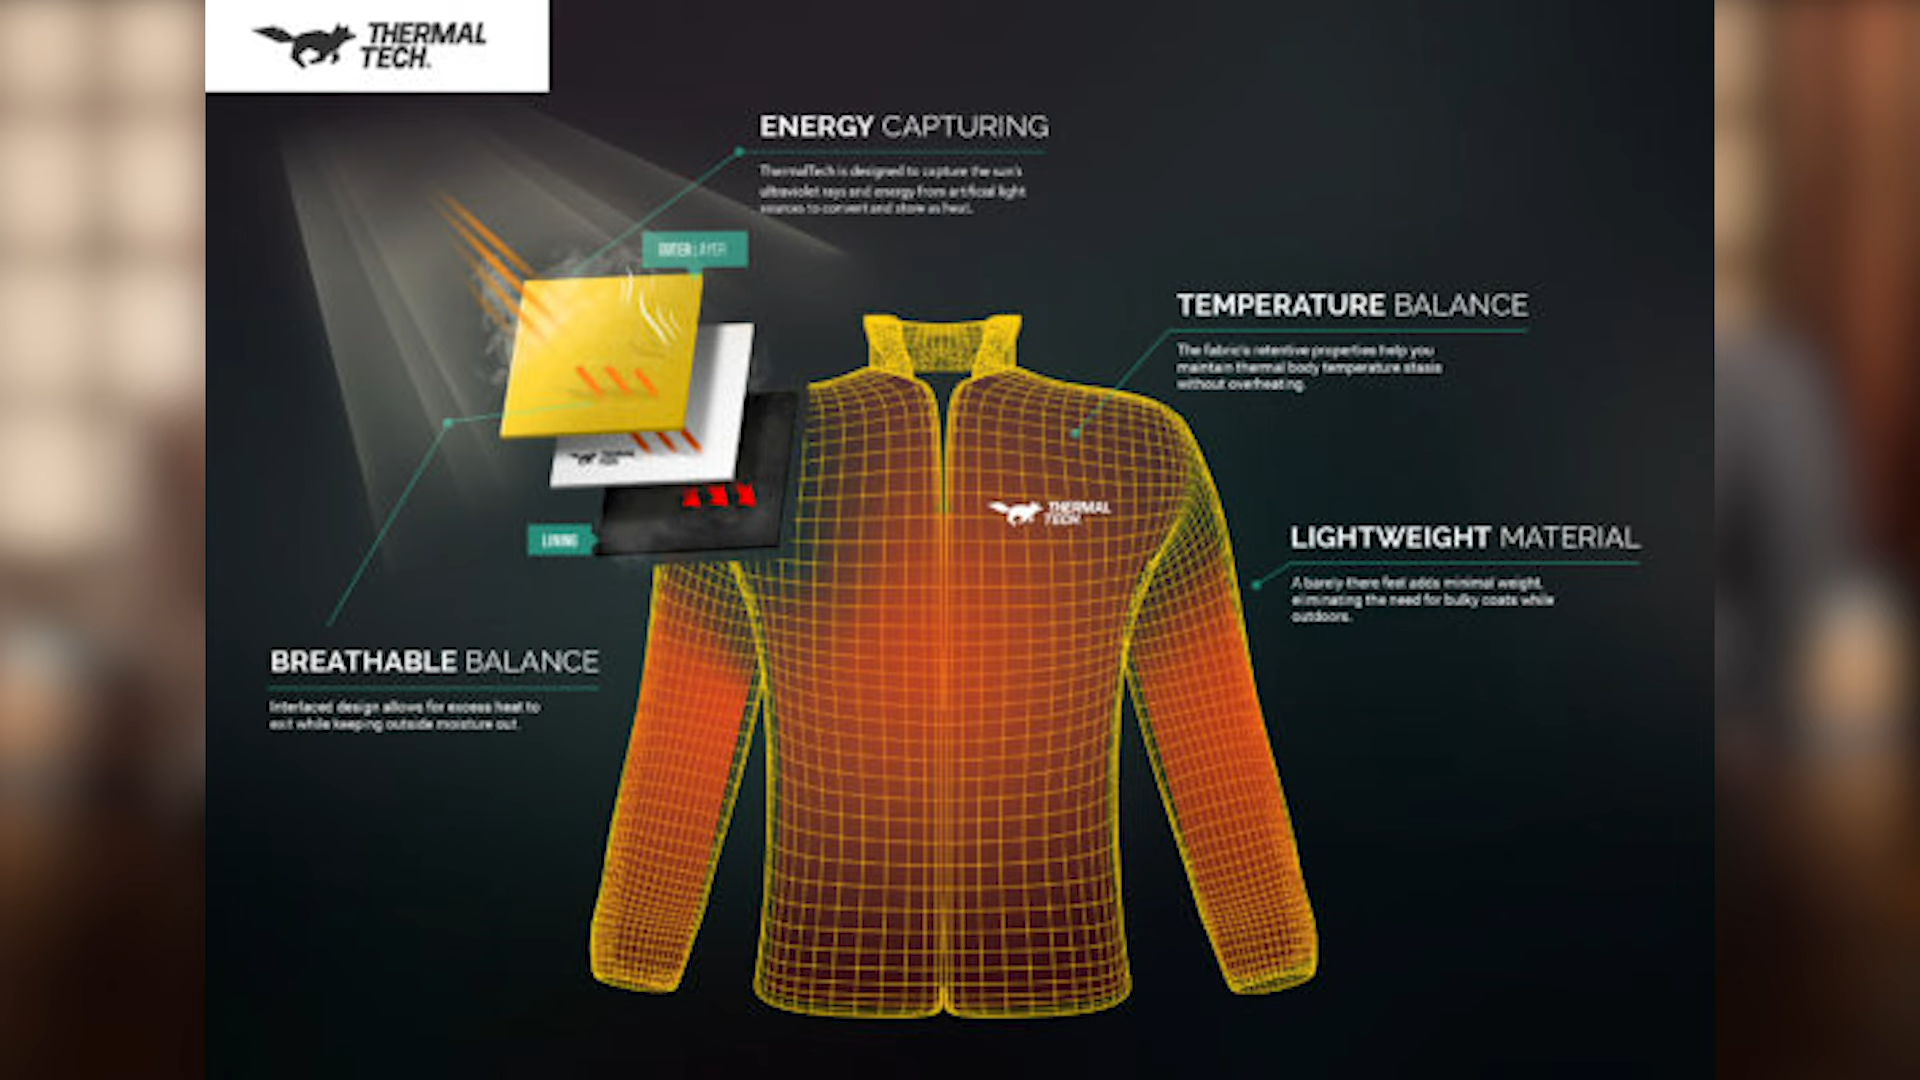 THERMAL
TECH.
ENERGY CAPTURING
ThermalTech is designed to capture the sun's
ultraviolet rays and energy from artificial light
sources to convert and store as heat.
OUTER LAYER
TEMPERATURE BALANCE
The fabric's retentive properties help you
maintain thermal body temperature stasis
without overheating.
THERMAL
TECH.
THERMAL
TECH.
LINING
LIGHTWEIGHT MATERIAL
A barely there feel adds minimal weight,
eliminating the need for bulky coats while
outdoors.
BREATHABLE BALANCE
Interlaced design allows for excess heat to
exit while keeping outside moisture out.